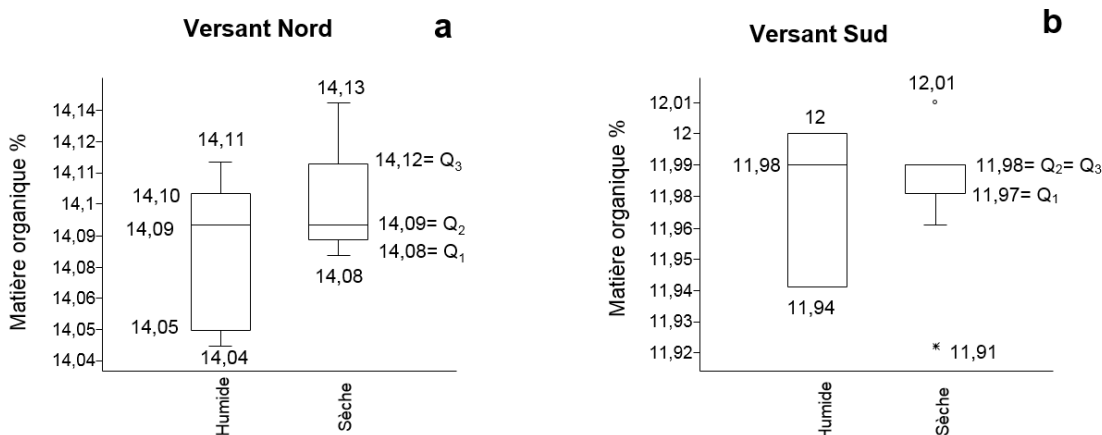 Versant Nord
a
Matière organique %
14,14
14,12
14,11
14,1
14,09
14,08
14,06
14,05
14,04
14,11
14,10
14,09
14,05
14,04
14,13
14,12= Q3
14,09= Q2
14,08= Q1
14,08
Humide
Sèche
Versant Sud
b
Matière organique %
12,01
12
11,99
11,98
11,96
11,95
11,94
11,93
11,92
12
11,98
11,94
12,01
11,98= Q2= Q3
11,97= Q1
11,91
Humide
Sèche